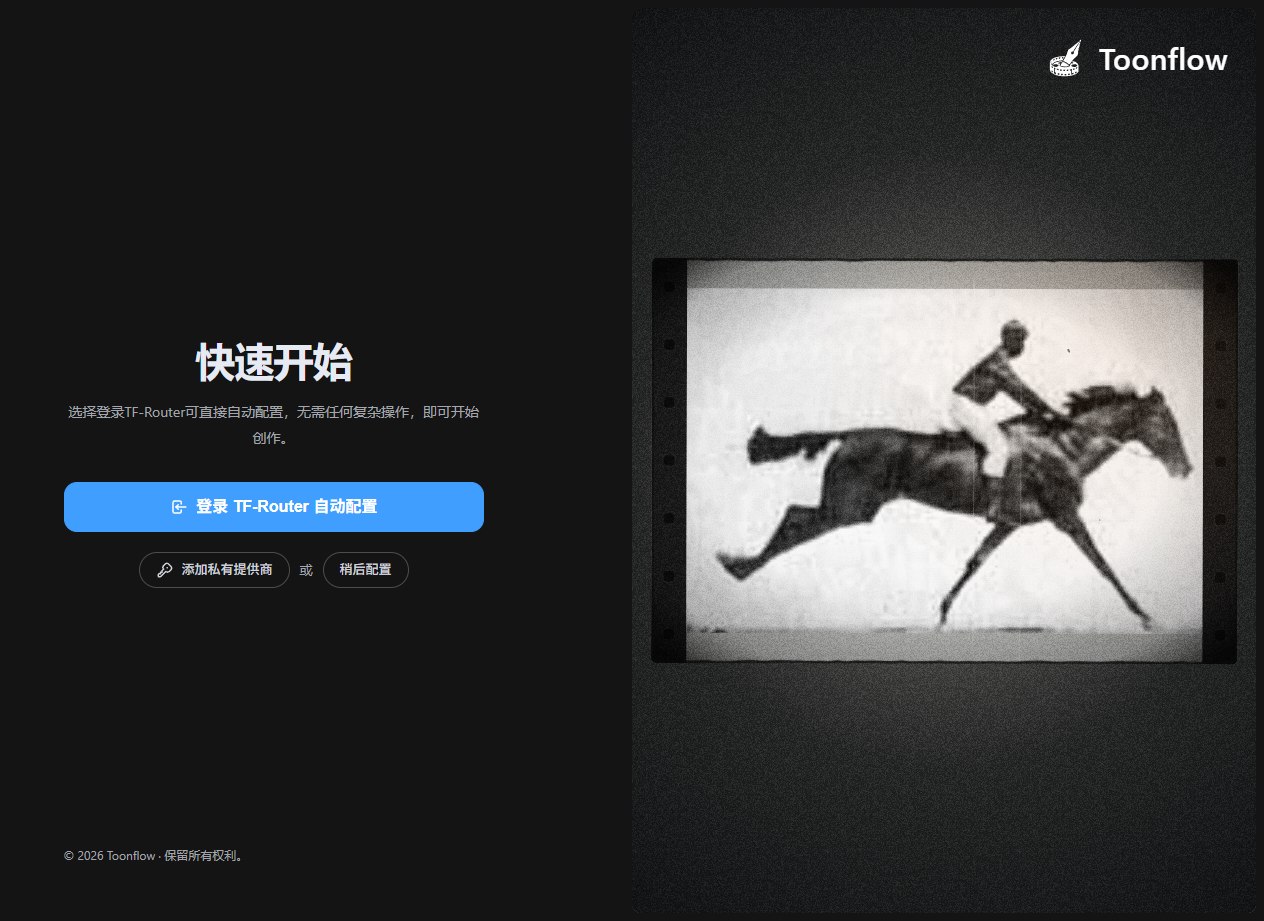 Toonflow
快速开始
选择登录TF-Router可直接自动配置，无需任何复杂操作，即可开始
创作。
登录 TF-Router 自动配置
添加私有提供商 或 稍后配置
© 2026 Toonflow · 保留所有权利。